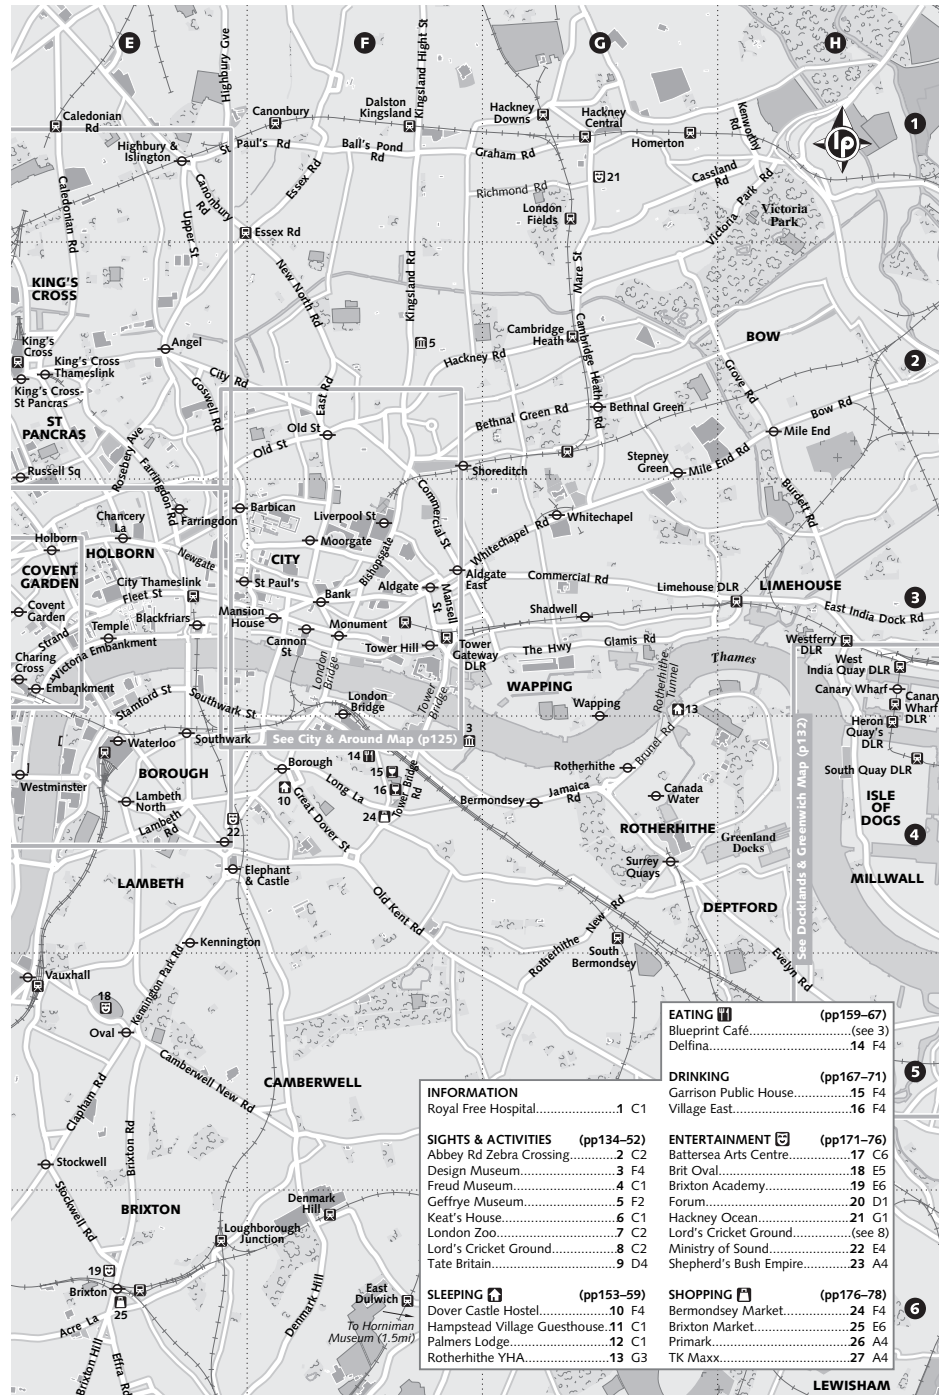 E
F
G
H
Highbury Gve
Kingsland Hight St
Caledonian
Rd
Canonbury
Dalston
Kingsland
Hackney
Downs
Hackney
Central
Kenworthy
Rd
1
lp
Highbury &
Islington
St Paul's Rd
Ball's Pond
Rd
Graham Rd
Homerton
Essex Rd
Cassland
Rd
21
Richmond Rd
Caledonian Rd
Canonbury
Rd
Upper St
London
Fields
Victoria Park Rd
Victoria
Park
Essex Rd
KING'S
CROSS
New North Rd
Kingsland Rd
Mare St
King's
Cross
Angel
5
Cambridge
Heath
BOW
King's Cross
Thameslink
Hackney Rd
Cambridge Heath Rd
2
King's Cross-
St Pancras
City Rd
Goswell Rd
East Rd
Grove Rd
ST
PANCRAS
Old St
Bethnal Green Rd
Bethnal Green
Bow Rd
Mile End
Rosebery Ave
Old St
Russell Sq
Farringdon Rd
Shoreditch
Stepney
Green
Mile End Rd
Burdett Rd
Chancery
La
Farringdon
Barbican
Liverpool St
Commercial St
Whitechapel Rd
Whitechapel
Holborn
HOLBORN
Newgate
Moorgate
Bishopsgate
COVENT
GARDEN
CITY
City Thameslink
Fleet St
St Paul's
Aldgate
Aldgate
East
Commercial Rd
Limehouse DLR
LIMEHOUSE
Covent
Garden
Blackfriars
Bank
Mansell
St
3
Temple
Mansion
House
Monument
Shadwell
East India Dock Rd
Strand
Victoria Embankment
Cannon
St
Tower Hill
Tower
Gateway
DLR
The Hwy
Glamis Rd
Westferry
DLR
Charing
Cross
Embankment
London
Bridge
Tower
Bridge
WAPPING
Rotherhithe
Tunnel
Thames
West
India Quay DLR
Stamford St
Southwark St
London
Bridge
Wapping
13
Canary Wharf
Canary
Wharf
DLR
Waterloo
Southwark
See City & Around Map (p125)
3
Heron
Quay's
DLR
Westminster
BOROUGH
Borough
14
15
Rotherhithe
Brunel Rd
South Quay DLR
Lambeth
North
10
Long La
16
Tower Bridge
Rd
Bermondsey
Jamaica
Rd
Canada
Water
ISLE
OF
DOGS
Lambeth
Rd
22
Great Dover St
24
ROTHERHITHE
Greenland
Docks
4
See Docklands & Greenwich Map (p132)
Elephant
& Castle
Surrey
Quays
LAMBETH
MILLWALL
Old Kent Rd
DEPTFORD
Kennington
Rotherhithe New Rd
South
Bermondsey
Evelyn Rd
Vauxhall
Kennington Park Rd
18
Oval
Camberwell New Rd
CAMBERWELL
5
Clapham Rd
Brixton Rd
Stockwell
Stockwell Rd
BRIXTON
Denmark
Hill
Loughborough
Junction
19
Brixton
25
Acre La
Brixton Hill
Effra Rd
Denmark Hill
East
Dulwich
To Horniman
Museum (1.5mi)
6
LEWISHAM
INFORMATION
Royal Free Hospital..........................1 C1
SIGHTS & ACTIVITIES (pp134–52)
Abbey Rd Zebra Crossing..............2 C2
Design Museum..............................3 F4
Freud Museum................................4 C1
Geffrye Museum..............................5 F2
Keat's House...................................6 C1
London Zoo.....................................7 C2
Lord's Cricket Ground.....................8 C2
Tate Britain......................................9 D4
SLEEPING (pp153–59)
Dover Castle Hostel.......................10 F4
Hampstead Village Guesthouse.11 C1
Palmers Lodge...............................12 C1
Rotherhithe YHA............................13 G3
EATING (pp159–67)
Blueprint Café.........................(see 3)
Delfina............................................14 F4
DRINKING (pp167–71)
Garrison Public House...................15 F4
Village East.....................................16 F4
ENTERTAINMENT (pp171–76)
Battersea Arts Centre.....................17 C6
Brit Oval.........................................18 E5
Brixton Academy............................19 E6
Forum.............................................20 D1
Hackney Ocean..............................21 G1
Lord's Cricket Ground..............(see 8)
Ministry of Sound..........................22 E4
Shepherd's Bush Empire...............23 A4
SHOPPING (pp176–78)
Bermondsey Market.......................24 F4
Brixton Market...............................25 E6
Primark...........................................26 A4
TK Maxx.........................................27 A4